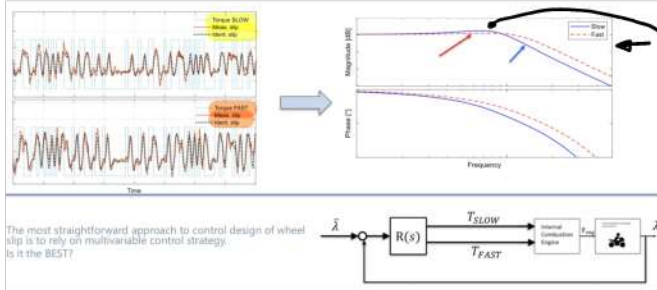 Torque SLOW
Meas. slip
Ident. slip
Torque FAST
Meas. slip
Ident. slip
Time
Magnitude [dB]
Slow
Fast
Phase [°]
Frequency
The most straightforward approach to control design of wheel
slip is to rely on multivariable control strategy.
Is it the BEST?
λ̄
R(s)
T_SLOW
T_FAST
Internal
Combustion
Engine
λ